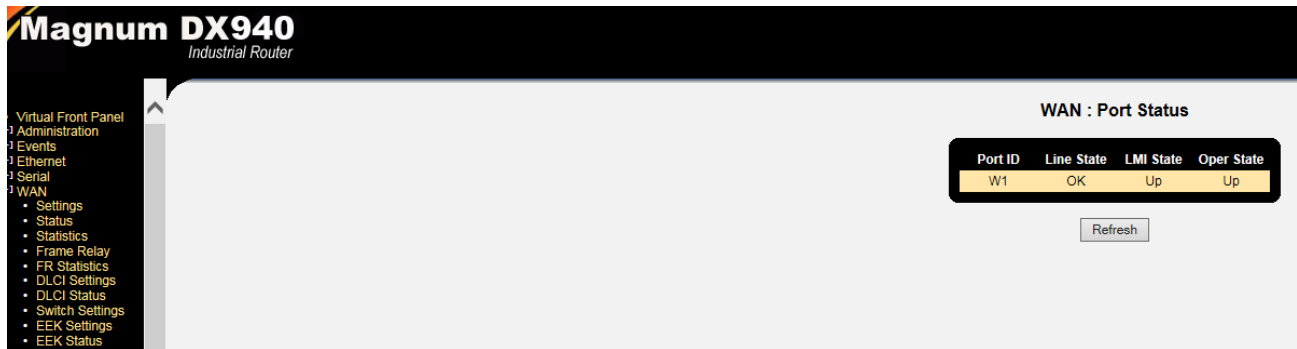 Magnum DX940
Industrial Router
Virtual Front Panel
Administration
Events
Ethernet
Serial
WAN
• Settings
• Status
• Statistics
• Frame Relay
• FR Statistics
• DLCI Settings
• DLCI Status
• Switch Settings
• EEK Settings
• EEK Status
WAN : Port Status
Port ID Line State LMI State Oper State
W1 OK Up Up
Refresh